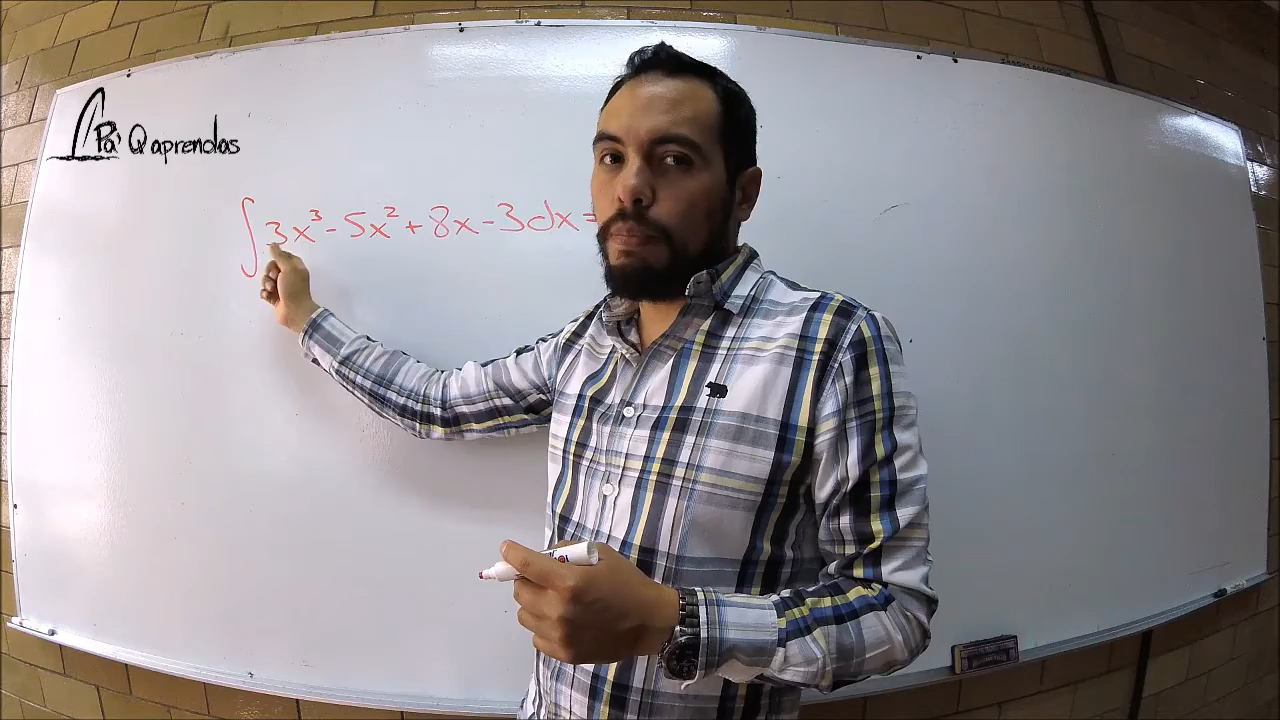 Pa' Q aprendas
∫3x³-5x²+8x-3dx=